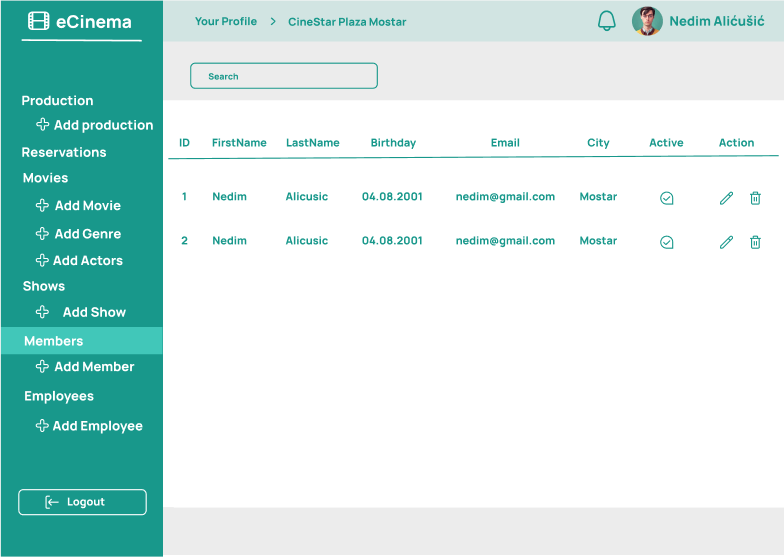 eCinema
Your Profile > CineStar Plaza Mostar
Nedim Alićušić
Search
Production
Add production
Reservations
Movies
Add Movie
Add Genre
Add Actors
Shows
Add Show
Members
Add Member
Employees
Add Employee
Logout
ID FirstName LastName Birthday Email City Active Action
1 Nedim Alicusic 04.08.2001 nedim@gmail.com Mostar
2 Nedim Alicusic 04.08.2001 nedim@gmail.com Mostar